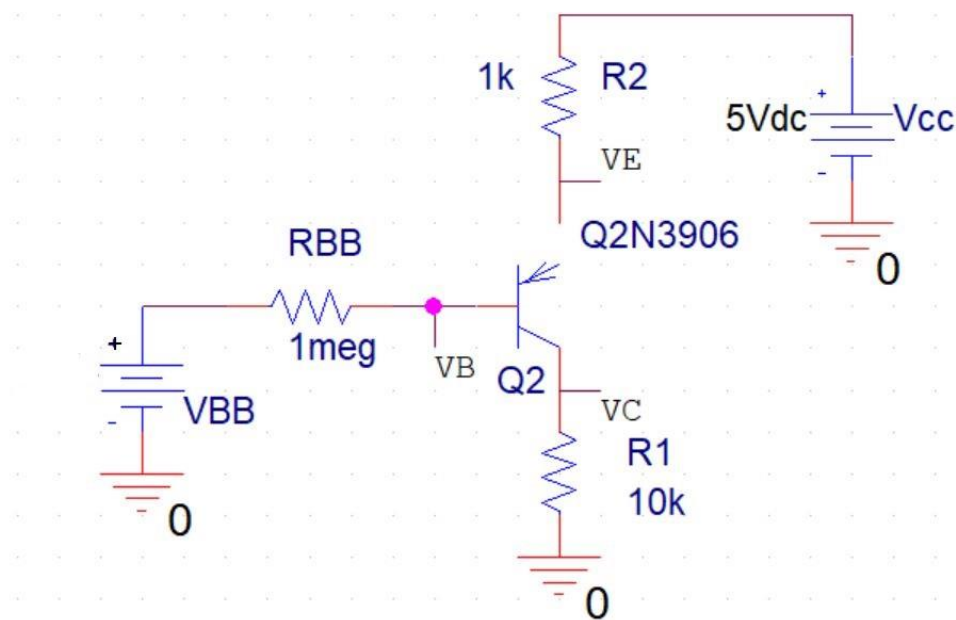 1k R2
5Vdc Vcc
+
-
VE
Q2N3906
0
RBB
1meg
+
-
VBB
VB
Q2
VC
R1
10k
0
0